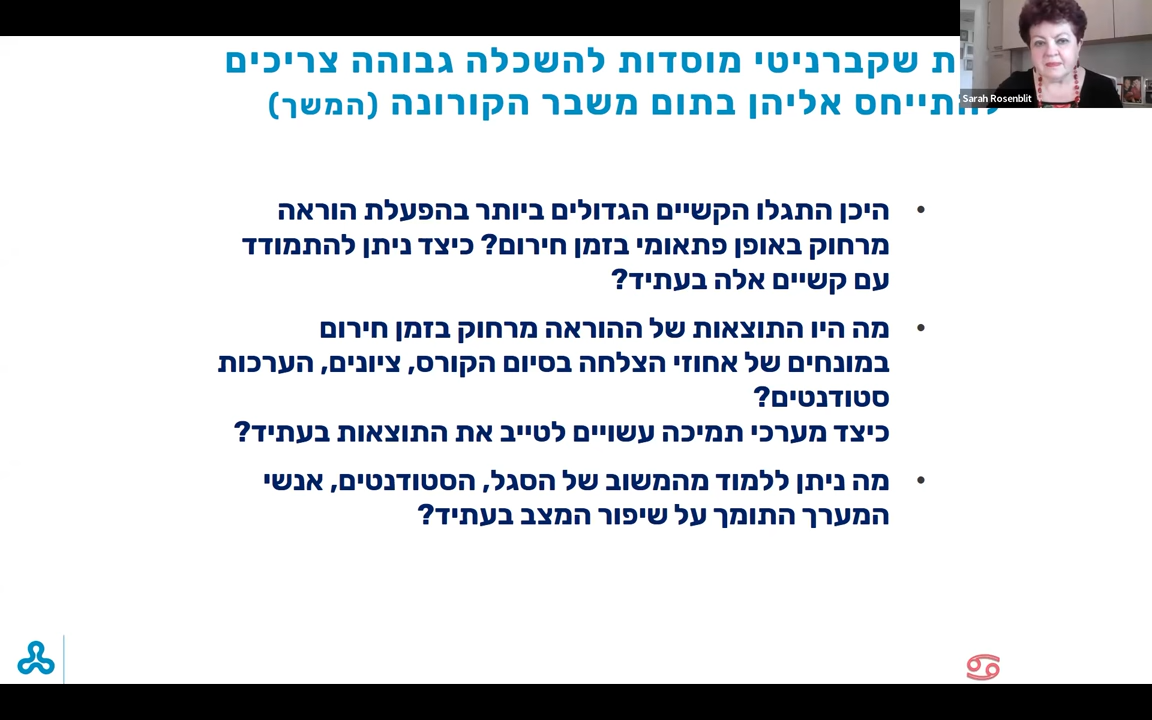 שקברניטי מוסדות להשכלה גבוהה צריכים
להתייחס אליהן בתום משבר הקורונה (המשך)
Sarah Rosenblit
• היכן התגלו הקשיים הגדולים ביותר בהפעלת הוראה
מרחוק באופן פתאומי בזמן חירום? כיצד ניתן להתמודד
עם קשיים אלה בעתיד?
• מה היו התוצאות של ההוראה מרחוק בזמן חירום
במונחים של אחוזי הצלחה בסיום הקורס, ציונים, הערכות
סטודנטים?
כיצד מערכי תמיכה עשויים לטייב את התוצאות בעתיד?
• מה ניתן ללמוד מהמשוב של הסגל, הסטודנטים, אנשי
המערך התומך על שיפור המצב בעתיד?